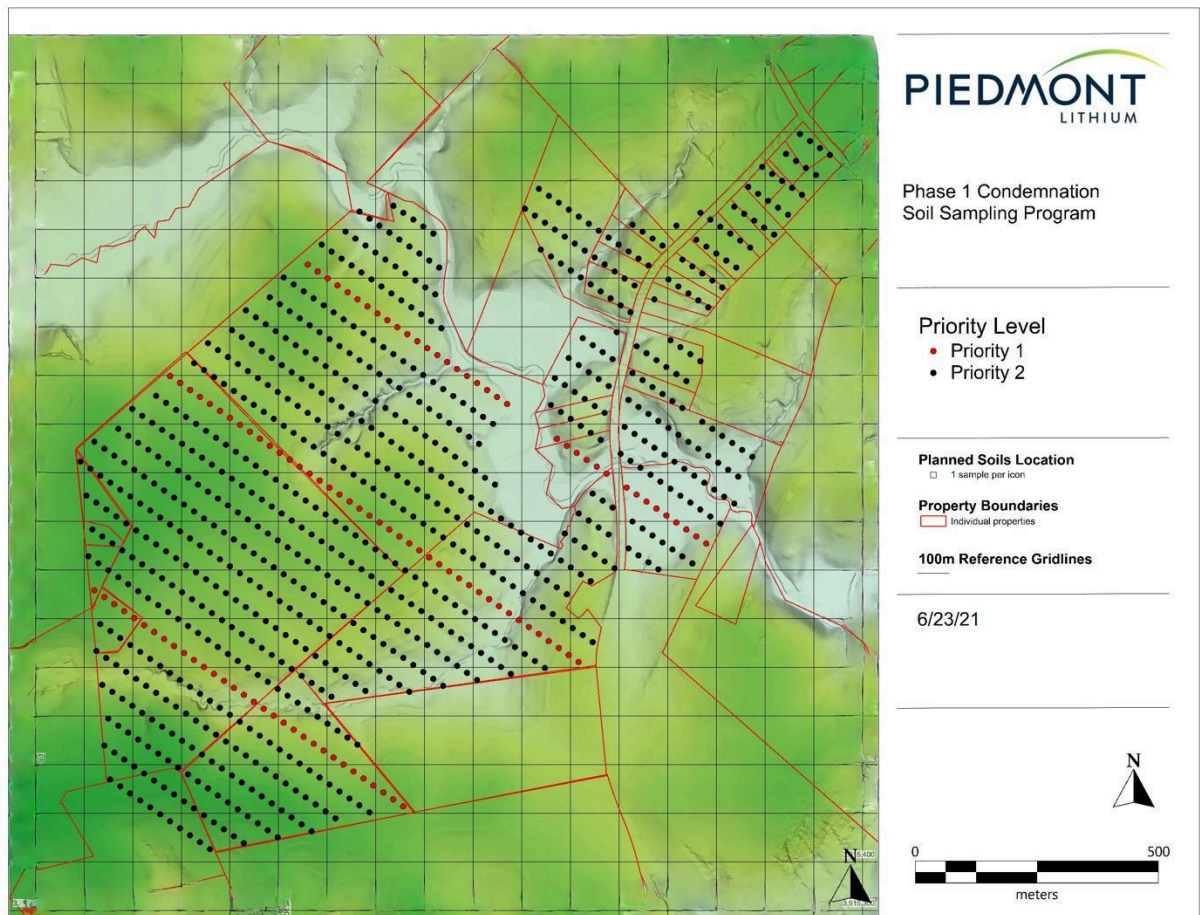 PIEDMONT
LITHIUM
Phase 1 Condemnation
Soil Sampling Program
Priority Level
Priority 1
Priority 2
Planned Soils Location
1 sample per icon
Property Boundaries
Individual properties
100m Reference Gridlines
6/23/21
N
0 500
meters
N